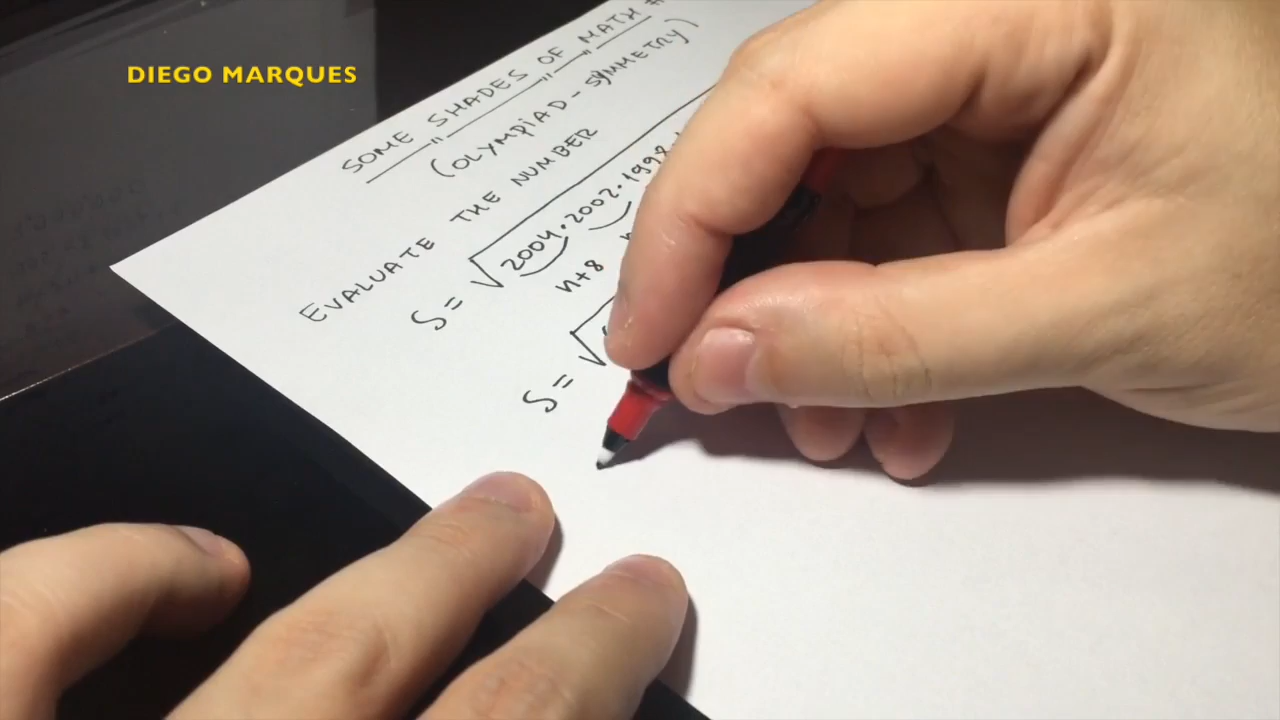 DIEGO MARQUES
"SOME SHADES OF MATH"
(OLYMPIAD - SYMMETRY)
EVALUATE THE NUMBER
S = √2004·2002·1998·
n+8
S = √